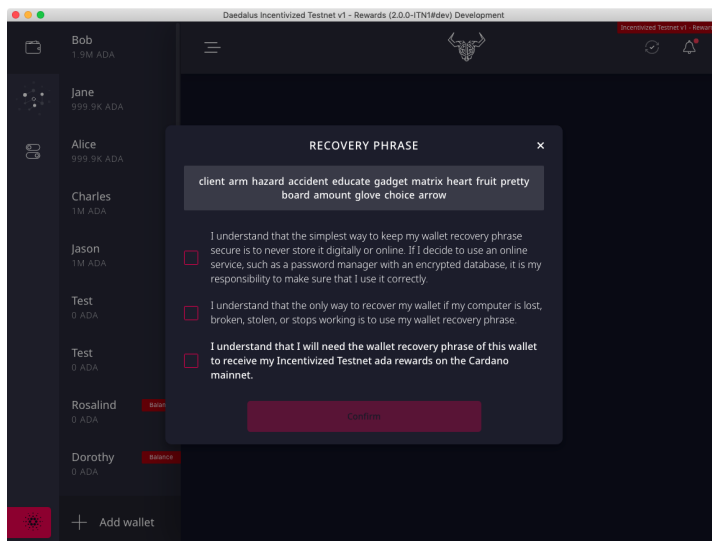 Daedalus Incentivized Testnet v1 - Rewards (2.0.0-ITN1#dev) Development
Incentivized Testnet v1 - Rewar
Bob
1.9M ADA
Jane
999.9K ADA
Alice
999.9K ADA
Charles
1M ADA
Jason
1M ADA
Test
0 ADA
Test
0 ADA
Rosalind
Balan
0 ADA
Dorothy
Balance
0 ADA
Add wallet
RECOVERY PHRASE
client arm hazard accident educate gadget matrix heart fruit pretty
board amount glove choice arrow
I understand that the simplest way to keep my wallet recovery phrase
secure is to never store it digitally or online. If I decide to use an online
service, such as a password manager with an encrypted database, it is my
responsibility to make sure that I use it correctly.
I understand that the only way to recover my wallet if my computer is lost,
broken, stolen, or stops working is to use my wallet recovery phrase.
I understand that I will need the wallet recovery phrase of this wallet
to receive my Incentivized Testnet ada rewards on the Cardano
mainnet.
Confirm